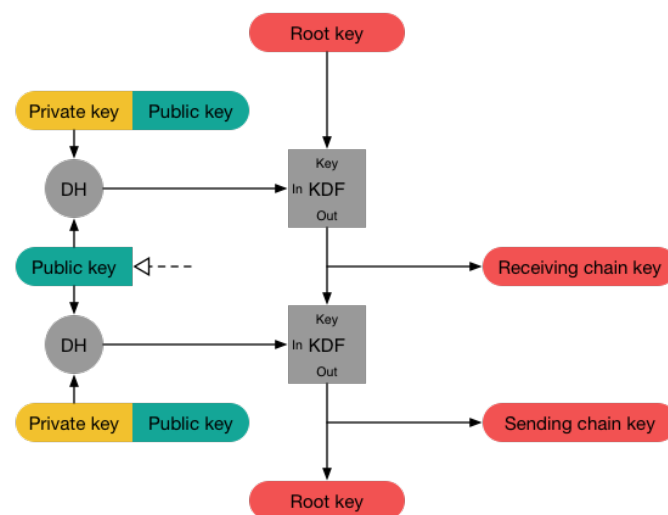 Root key
Private key Public key
Key
DH
In KDF
Out
Public key
Receiving chain key
Key
DH
In KDF
Out
Private key Public key
Sending chain key
Root key